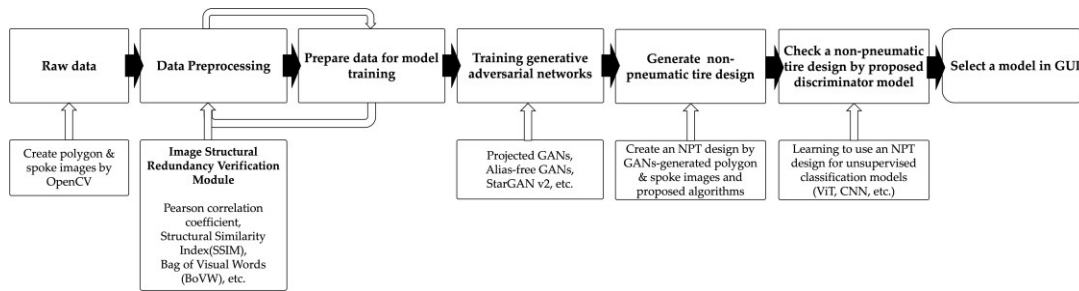 Raw data
Data Preprocessing
Prepare data for model
training
Training generative
adversarial networks
Generate non-
pneumatic tire design
Check a non-pneumatic
tire design by proposed
discriminator model
Select a model in GUI
Create polygon &
spoke images by
OpenCV
Image Structural
Redundancy Verification
Module
Pearson correlation
coefficient,
Structural Similarity
Index(SSIM),
Bag of Visual Words
(BoVW), etc.
Projected GANs,
Alias-free GANs,
StarGAN v2, etc.
Create an NPT design by
GANs-generated polygon
& spoke images and
proposed algorithms
Learning to use an NPT
design for unsupervised
classification models
(ViT, CNN, etc.)